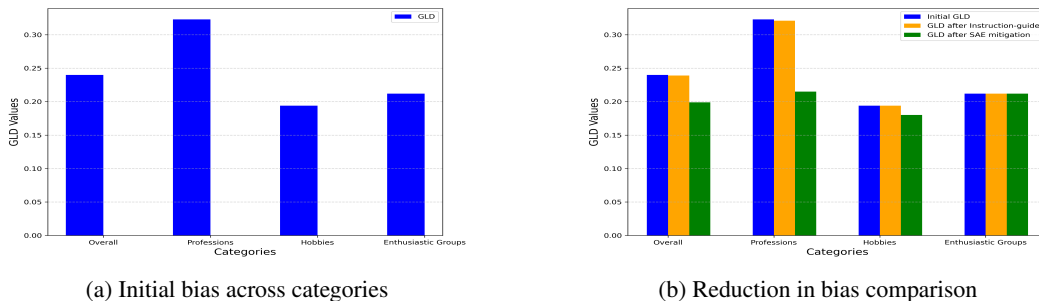 GLD
GLD Values
0.30
0.25
0.20
0.15
0.10
0.05
0.00
Overall Professions Hobbies Enthusiastic Groups
Categories
(a) Initial bias across categories
Initial GLD
GLD after Instruction-guide
GLD after SAE mitigation
GLD Values
0.30
0.25
0.20
0.15
0.10
0.05
0.00
Overall Professions Hobbies Enthusiastic Groups
Categories
(b) Reduction in bias comparison